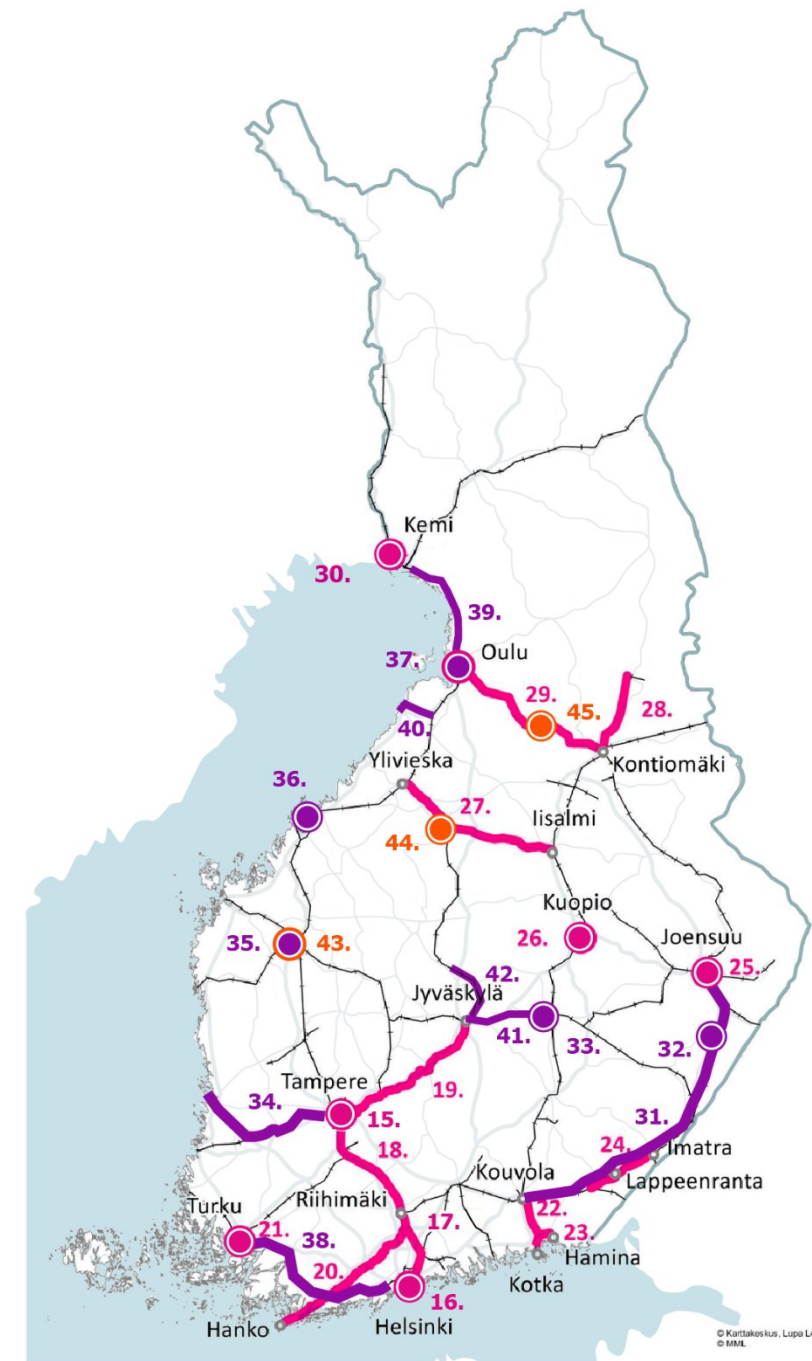 Kemi
30.
39.
37.
Oulu
29.
45.
28.
40.
Ylivieska
Kontiomäki
36.
27.
Iisalmi
44.
Kuopio
35.
43.
26.
Joensuu
25.
42.
Jyväskylä
41.
33.
32.
Tampere
34.
19.
15.
31.
18.
24.
Imatra
Kouvola
Lappeenranta
Turku
Riihimäki
22.
17.
21.
38.
23.
Hamina
20.
Kotka
16.
Hanko
Helsinki
© Karttakeskus, Lupa
© MML